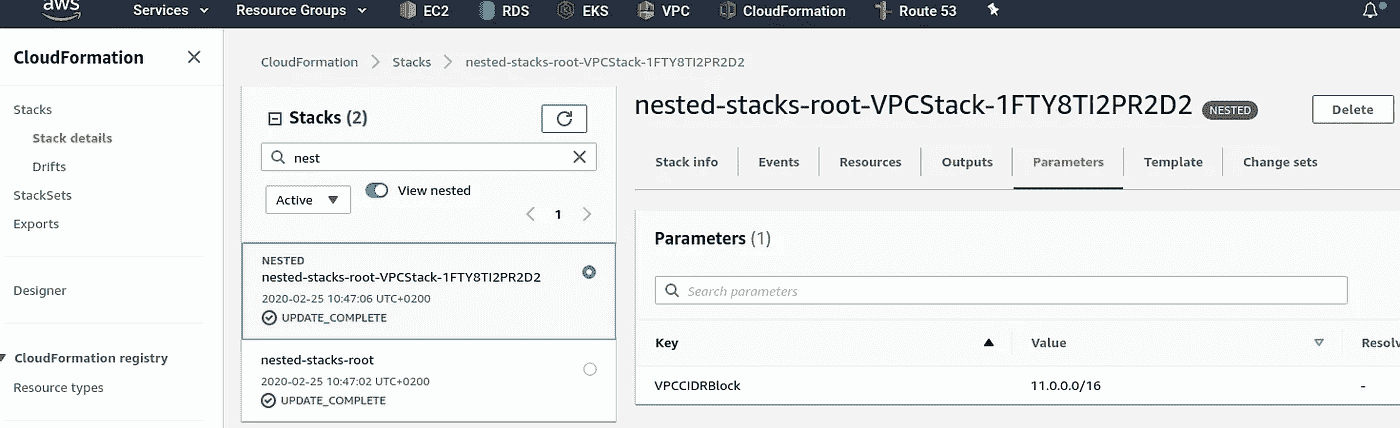 aws Services Resource Groups EC2 RDS EKS VPC CloudFormation Route 53
CloudFormation
Stacks
Stack details
Drifts
StackSets
Exports
Designer
CloudFormation registry
Resource types
CloudFormation Stacks nested-stacks-root-VPCStack-1FTY8TI2PR2D2
Stacks (2)
nest
Active View nested
1
NESTED
nested-stacks-root-VPCStack-1FTY8TI2PR2D2
2020-02-25 10:47:06 UTC+0200
UPDATE_COMPLETE
nested-stacks-root
2020-02-25 10:47:02 UTC+0200
UPDATE_COMPLETE
nested-stacks-root-VPCStack-1FTY8TI2PR2D2 NESTED Delete
Stack info Events Resources Outputs Parameters Template Change sets
Parameters (1)
Search parameters
Key Value Resolv
VPCCIDRBlock 11.0.0.0/16 -